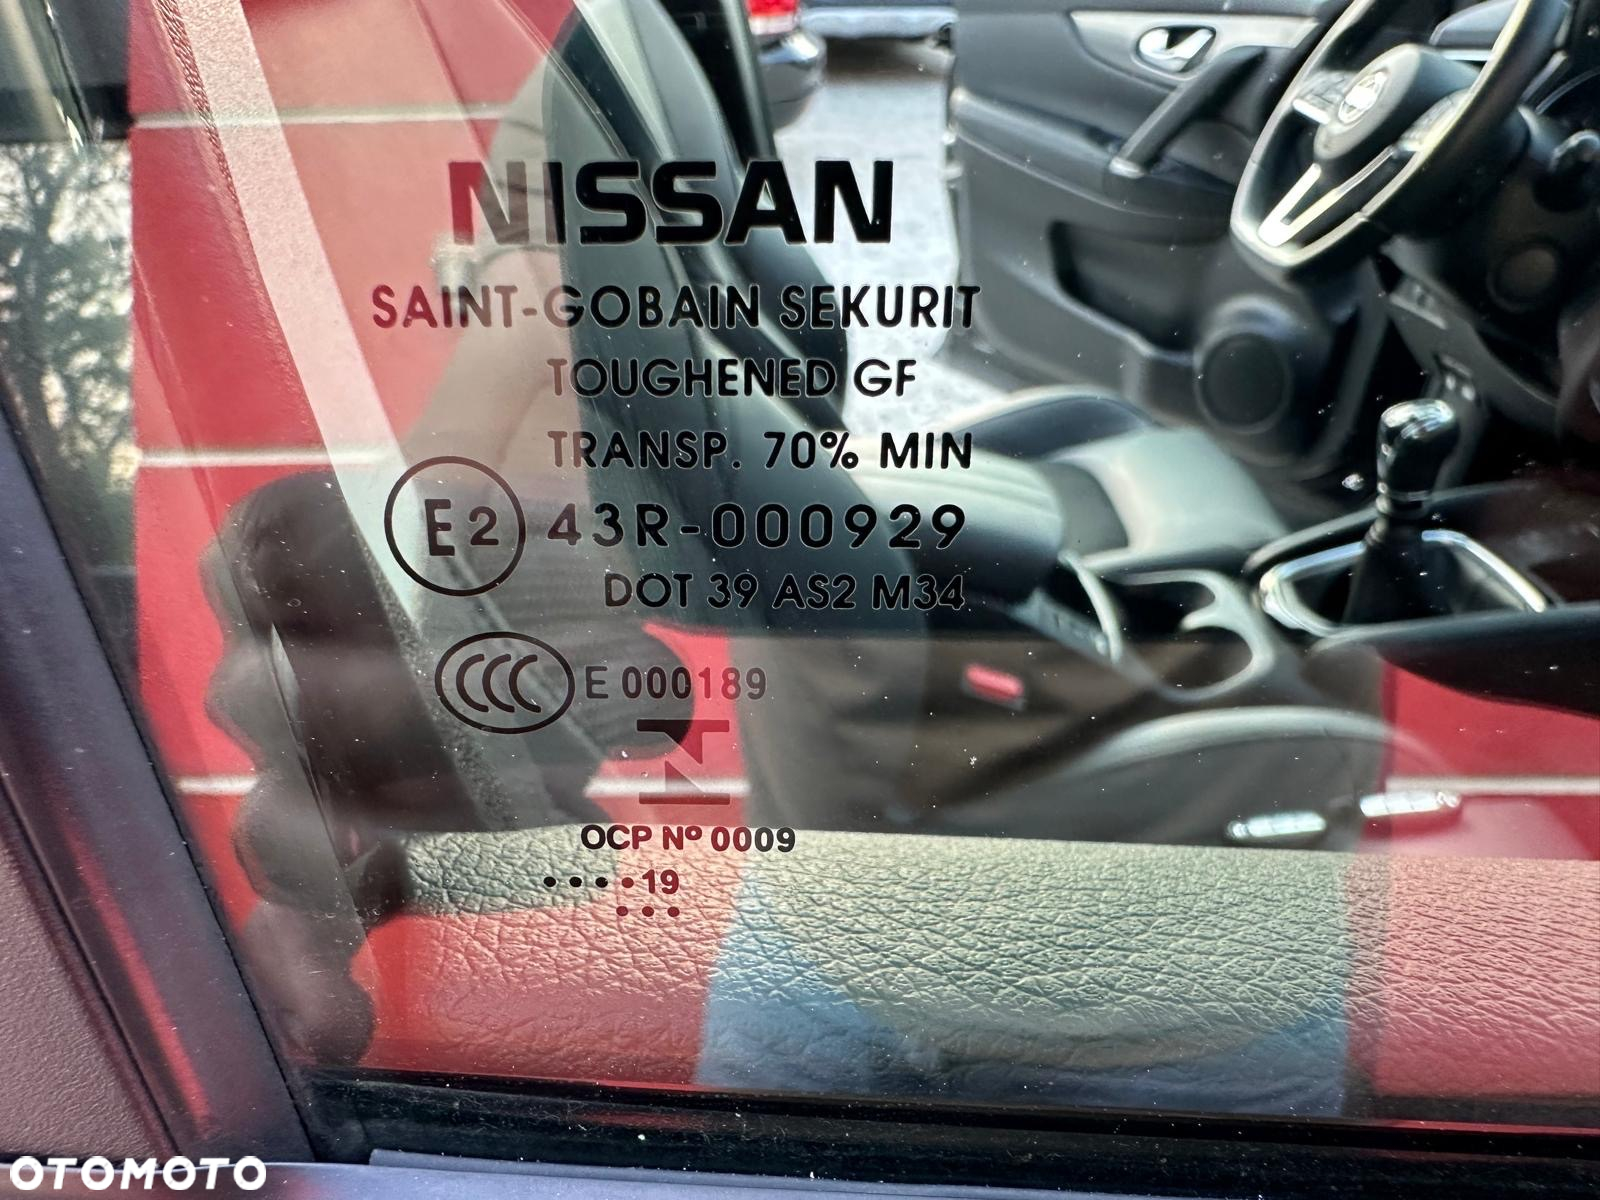 NISSAN
SAINT-GOBAIN SEKURIT
TOUGHENED GF
TRANSP. 70% MIN
E2 43R-000929
DOT 39 AS2 M34
CCC E 000189
OCP Nº 0009
••••19
•••
OTOMOTO